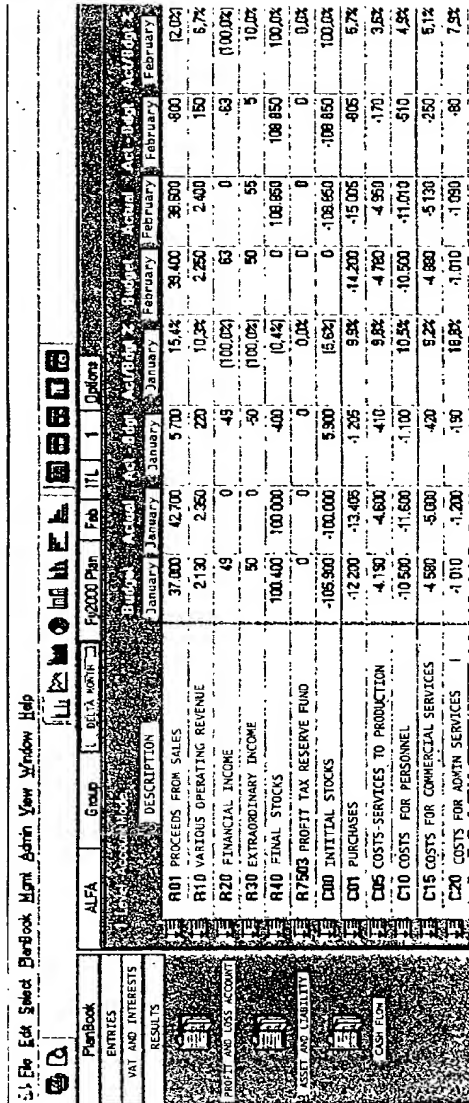 File Edit Select PlanBook Mgmt Admin View Window Help
PlanBook ALFA Group DELTA MONTH Fy2000 Plan Feb ITL 1 Options
ENTRIES
VAT AND INTERESTS
RESULTS
PROFIT AND LOSS ACCOUNT
ASSET AND LIABILITY
CASH FLOW
Budget Actual Act - Bdgt Act/Bdgt % Budget Actual Act - Bdgt Act/Bdgt %
DESCRIPTION January January January January February February February February
R01 PROCEEDS FROM SALES 37.000 42.700 5 700 15,4% 39.400 38.600 -800 (2,0%)
R10 VARIOUS OPERATING REVENUE 2.130 2.350 220 10,3% 2.250 2.400 150 6,7%
R20 FINANCIAL INCOME 49 0 -49 (100,0%) 63 0 -63 (100,0%)
R30 EXTRAORDINARY INCOME 50 0 -50 (100,0%) 50 55 5 10,0%
R40 FINAL STOCKS 100.400 100 000 -400 (0,4%) 0 108.850 108 850 100,0%
R7503 PROFIT TAX RESERVE FUND 0 0 0 0,0% 0 0 0 0,0%
C00 INTITIAL STOCKS -105.900 -100.000 5.900 (5,6%) 0 -108.850 -108 850 100,0%
C01 PURCHASES -12.200 -13.405 -1 205 9,9% -14.200 -15 005 -805 5,7%
C05 COSTS-SERVICES TO PRODUCTION -4.190 -4.600 -410 9,8% -4 780 -4.950 -170 3,6%
C10 COSTS FOR PERSONNEL -10.500 -11.600 -1.100 10,5% -10.500 -11.010 -510 4,9%
C15 COSTS FOR COMMERCIAL SERVICES -4 580 -5.000 -420 9,2% -4 880 -5 130 -250 5,1%
C20 COSTS FOR ADMIN SERVICES -1 010 -1.200 -190 18,8% -1.010 -1 090 -80 7,9%